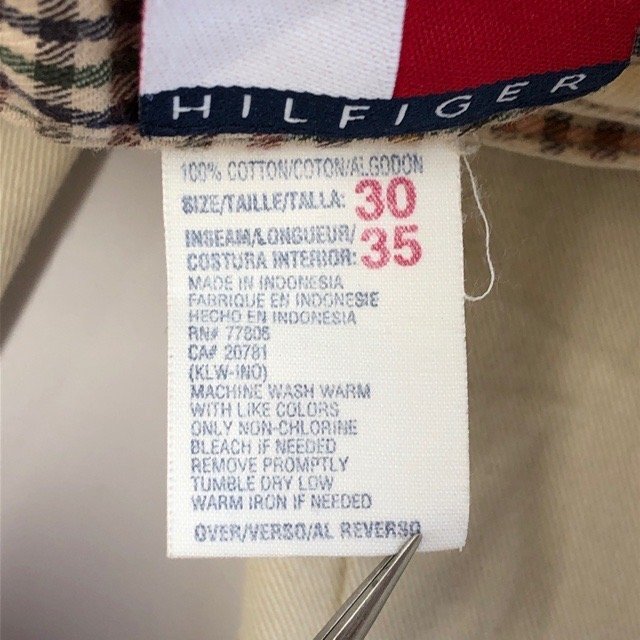 HILFIGER
100% COTTON/COTON/ALGODON
SIZE/TAILLE/TALLA: 30
INSEAM/LONGUEUR/
COSTURA INTERIOR: 35
MADE IN INDONESIA
FABRIQUE EN INDONESIE
HECHO EN INDONESIA
RN# 77806
CA# 20781
(KLW-INO)
MACHINE WASH WARM
WITH LIKE COLORS
ONLY NON-CHLORINE
BLEACH IF NEEDED
REMOVE PROMPTLY
TUMBLE DRY LOW
WARM IRON IF NEEDED
OVER/VERSO/AL REVERSO